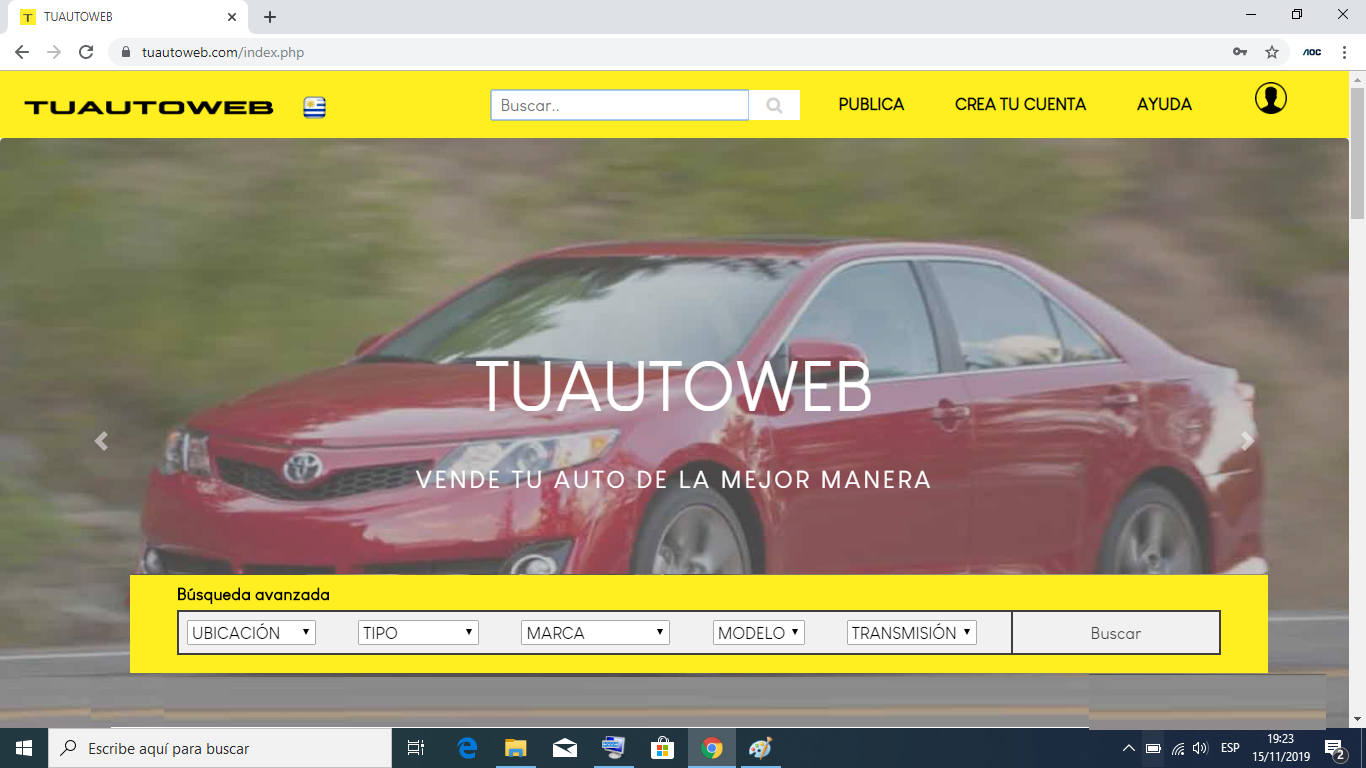 T TUAUTOWEB
tuautoweb.com/index.php
AOC
TUAUTOWEB
Buscar..
PUBLICA
CREA TU CUENTA
AYUDA
TUAUTOWEB
VENDE TU AUTO DE LA MEJOR MANERA
Búsqueda avanzada
UBICACIÓN
TIPO
MARCA
MODELO
TRANSMISIÓN
Buscar
Escribe aquí para buscar
ESP
19:23
15/11/2019
2